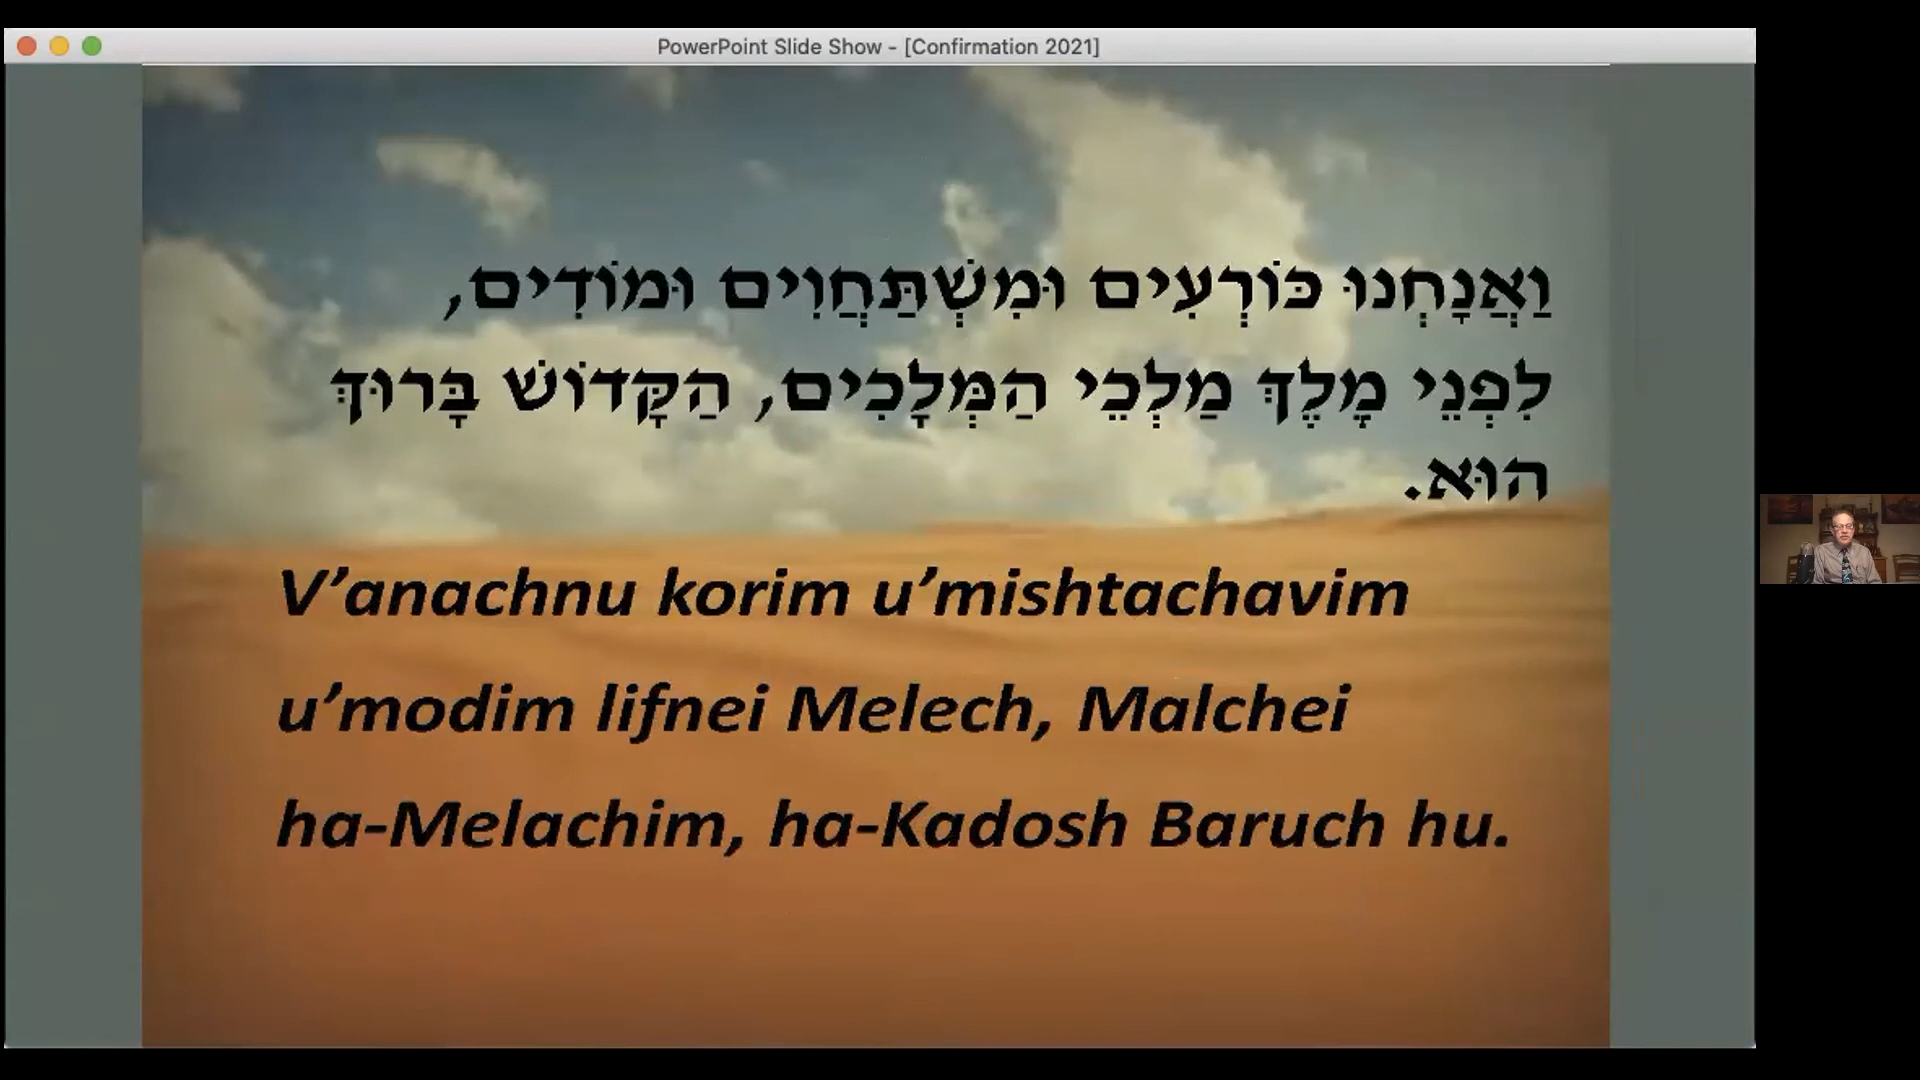 PowerPoint Slide Show - [Confirmation 2021]
וַאֲנָחְנוּ כּוֹרְעִים וּמִשְׁתַּחֲוִים וּמוֹדִים,
לִפְנֵי מֶלֶךְ מַלְכֵי הַמְּלָכִים, הַקָּדוֹשׁ בָּרוּךְ
הוּא.
V’anachnu korim u’mishtachavim
u’modim lifnei Melech, Malchei
ha-Melachim, ha-Kadosh Baruch hu.